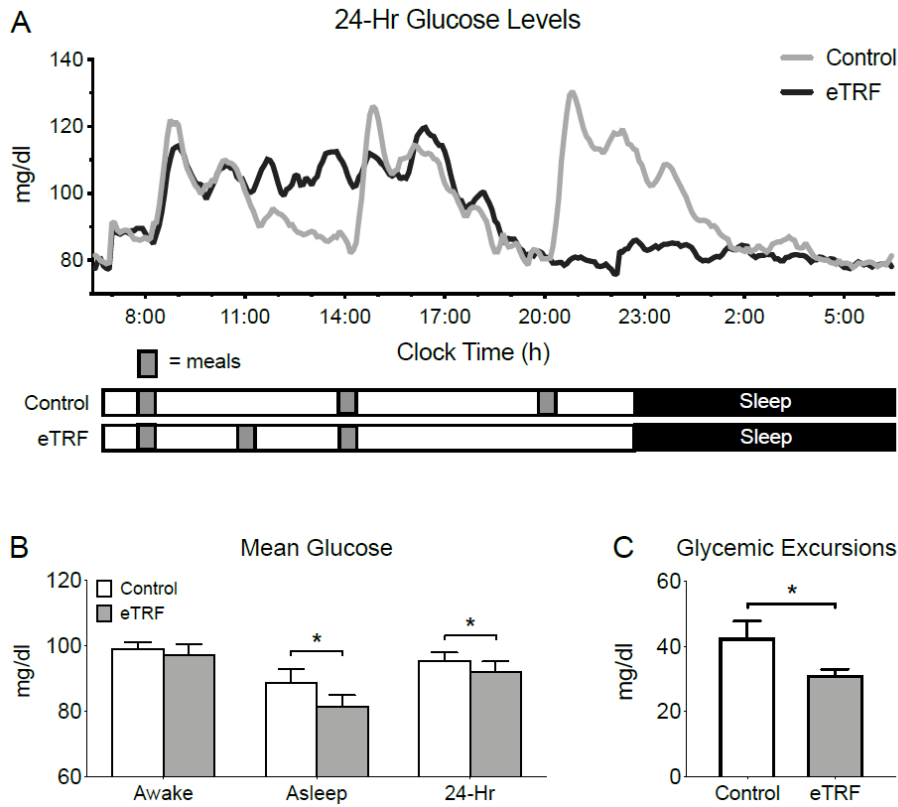 A
24-Hr Glucose Levels
Control
eTRF
mg/dl
140
120
100
80
8:00 11:00 14:00 17:00 20:00 23:00 2:00 5:00
Clock Time (h)
= meals
Control Sleep
eTRF Sleep
B Mean Glucose
Control
eTRF
mg/dl
120
100
80
60
* *
Awake Asleep 24-Hr
C Glycemic Excursions
mg/dl
60
40
20
0
*
Control eTRF